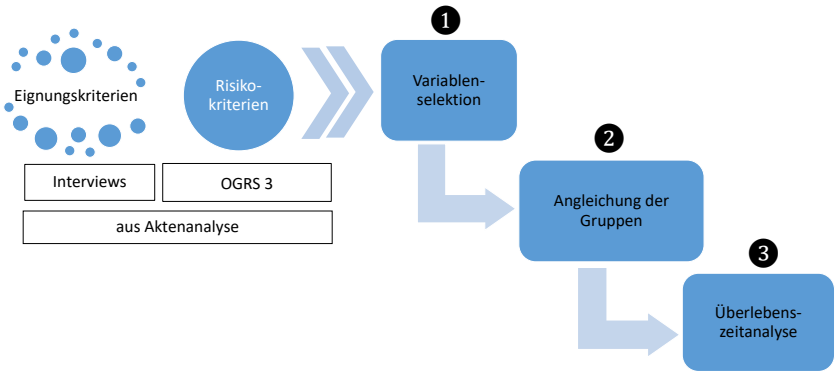 Eignungskriterien
Risiko-
kriterien
Interviews
OGRS 3
aus Aktenanalyse
1
Variablen-
selektion
2
Angleichung der
Gruppen
3
Überlebens-
zeitanalyse